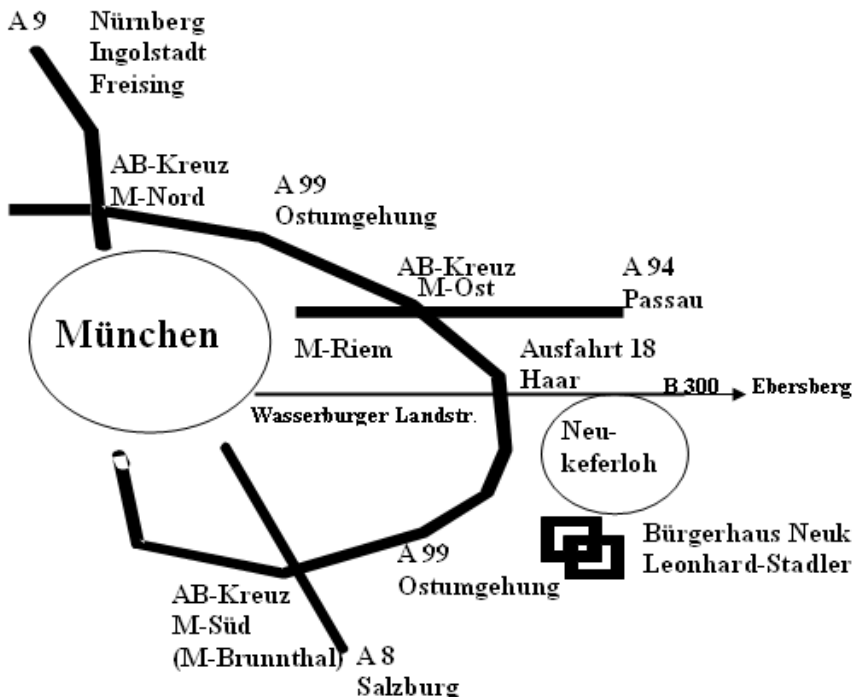 A 9
Nürnberg
Ingolstadt
Freising
AB-Kreuz
M-Nord
A 99
Ostumgehung
AB-Kreuz
M-Ost
A 94
Passau
München
M-Riem
Ausfahrt 18
Haar
B 300
Ebersberg
Wasserburger Landstr.
Neu-
keferloh
Bürgerhaus Neuk
Leonhard-Stadler
A 99
Ostumgehung
AB-Kreuz
M-Süd
(M-Brunnthal)
A 8
Salzburg